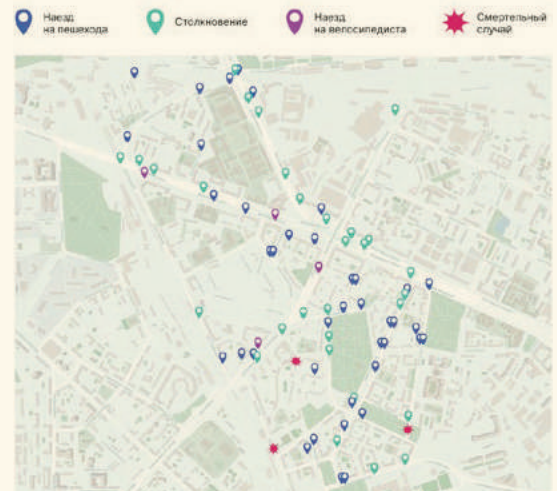 Наезд
на пешехода
Столкновение
Наезд
на велосипедиста
Смертельный
случай